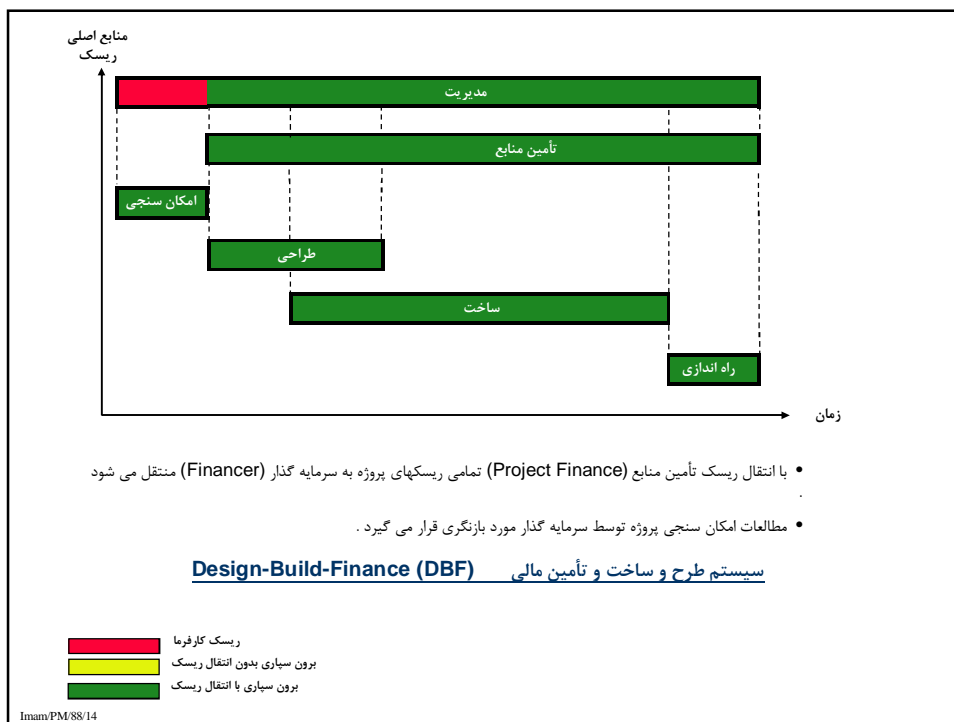 منابع اصلی
ریسک
مدیریت
تأمین منابع
امکان سنجی
طراحی
ساخت
راه اندازی
زمان
• با انتقال ریسک تأمین منابع (Project Finance) تمامی ریسکهای پروژه به سرمایه گذار (Financer) منتقل می شود
.
• مطالعات امکان سنجی پروژه توسط سرمایه گذار مورد بازنگری قرار می گیرد .
سیستم طرح و ساخت و تأمین مالی Design-Build-Finance (DBF)
ریسک کارفرما
برون سپاری بدون انتقال ریسک
برون سپاری با انتقال ریسک
Imam/PM/88/14